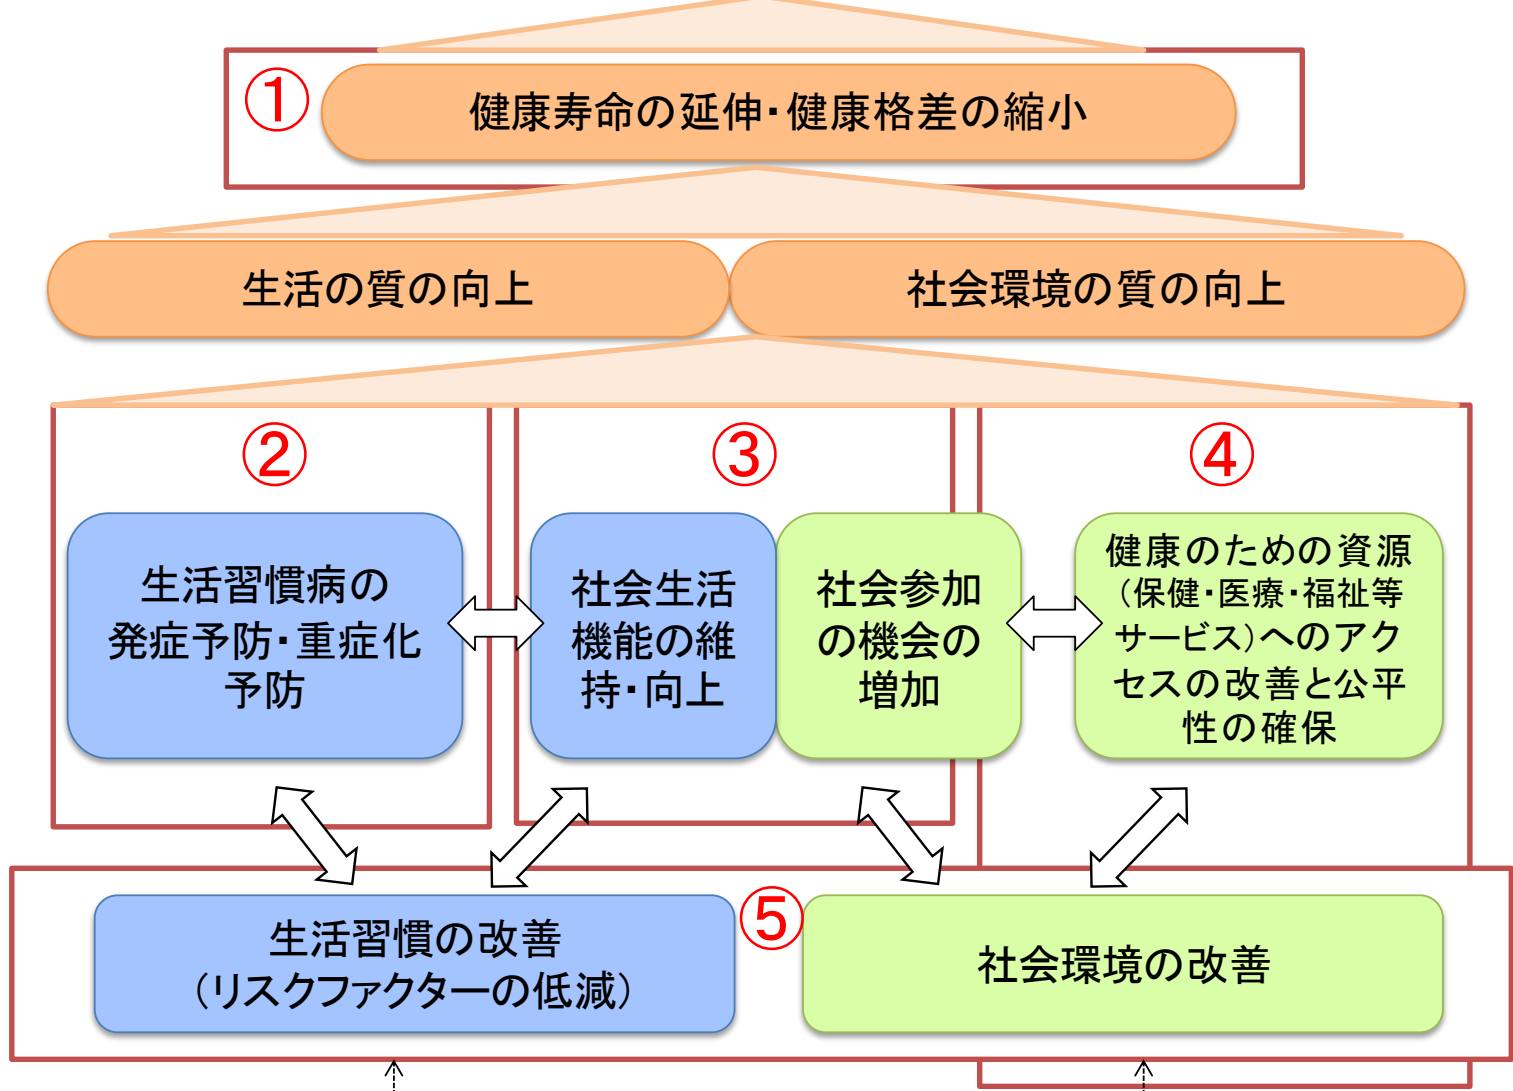 ①
健康寿命の延伸・健康格差の縮小
生活の質の向上
社会環境の質の向上
②
③
④
生活習慣病の
発症予防・重症化
予防
社会生活
機能の維
持・向上
社会参加
の機会の
増加
健康のための資源
（保健・医療・福祉等
サービス）へのアク
セスの改善と公平
性の確保
⑤
生活習慣の改善
（リスクファクターの低減）
社会環境の改善